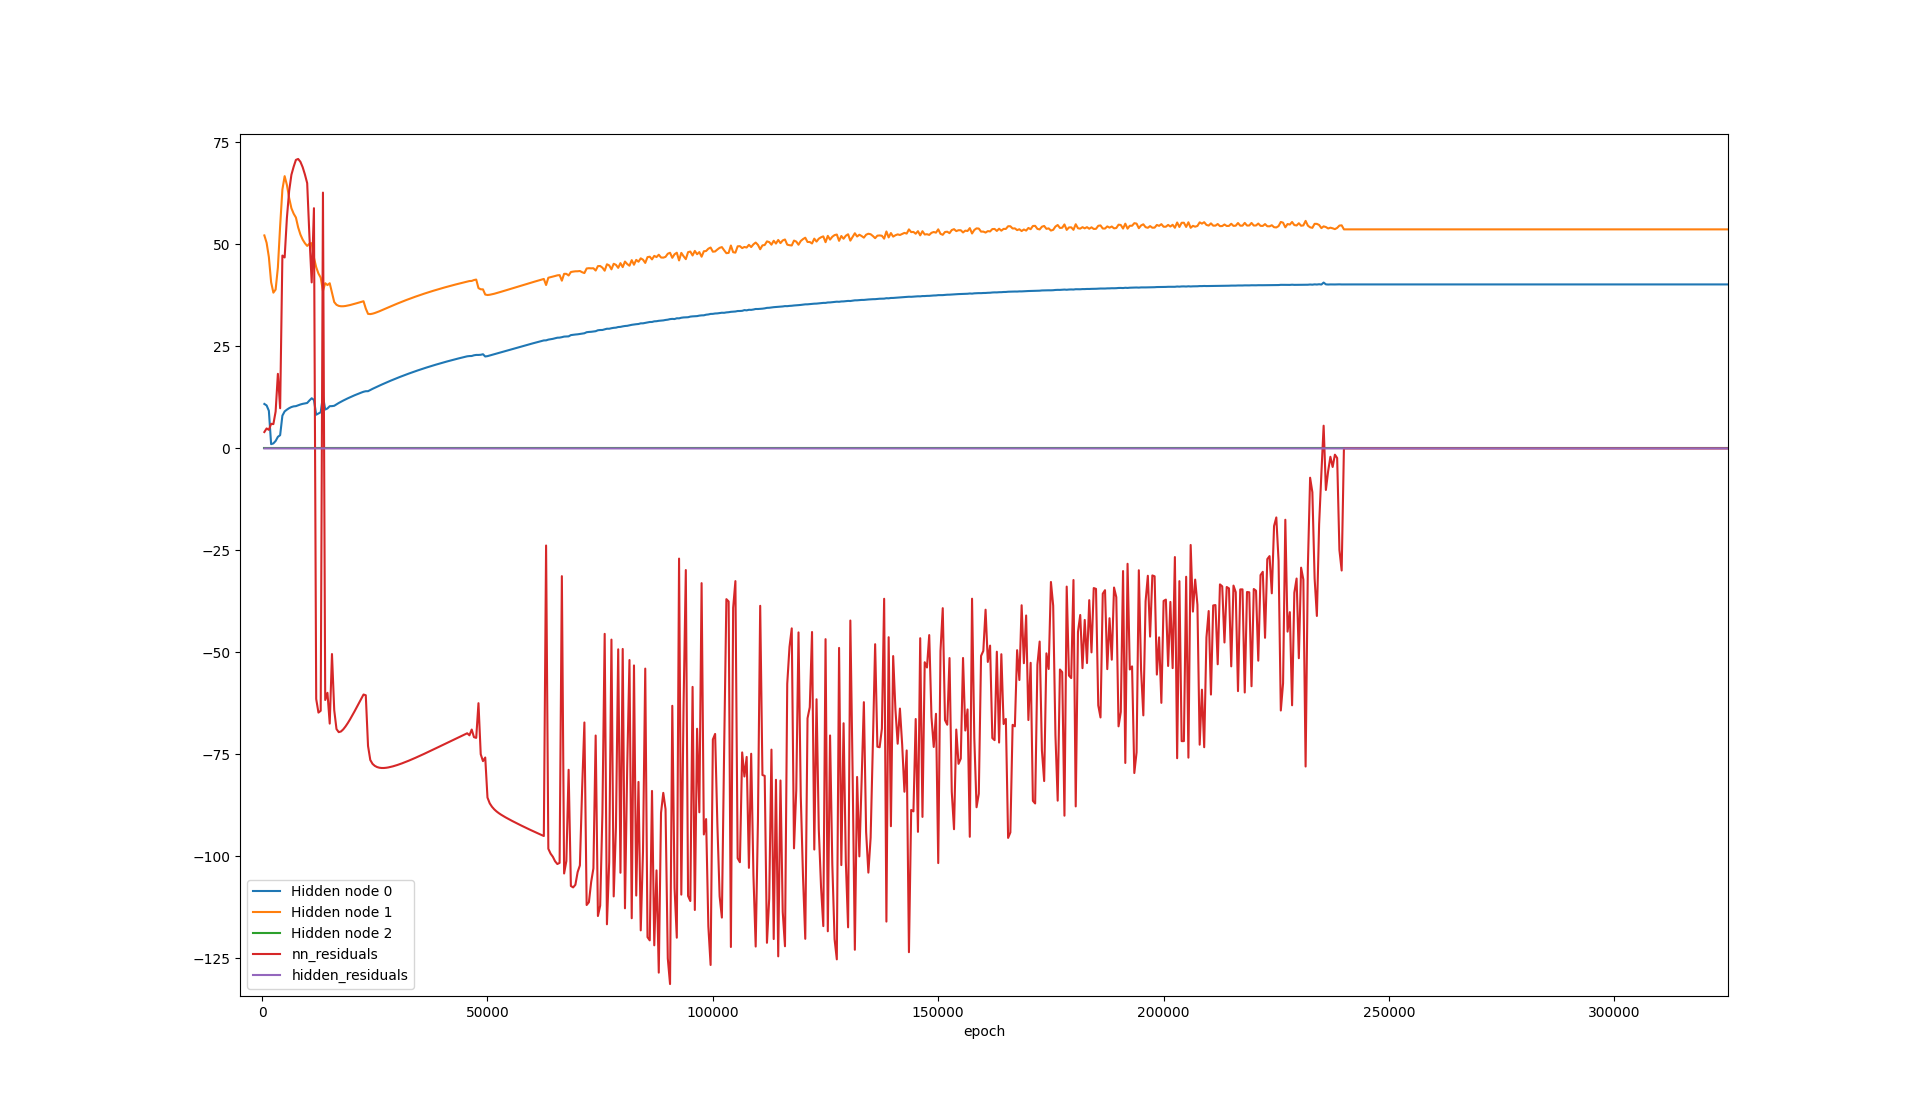 75
50
25
0
−25
−50
−75
−100
−125
Hidden node 0
Hidden node 1
Hidden node 2
nn_residuals
hidden_residuals
0 50000 100000 150000 200000 250000 300000
epoch